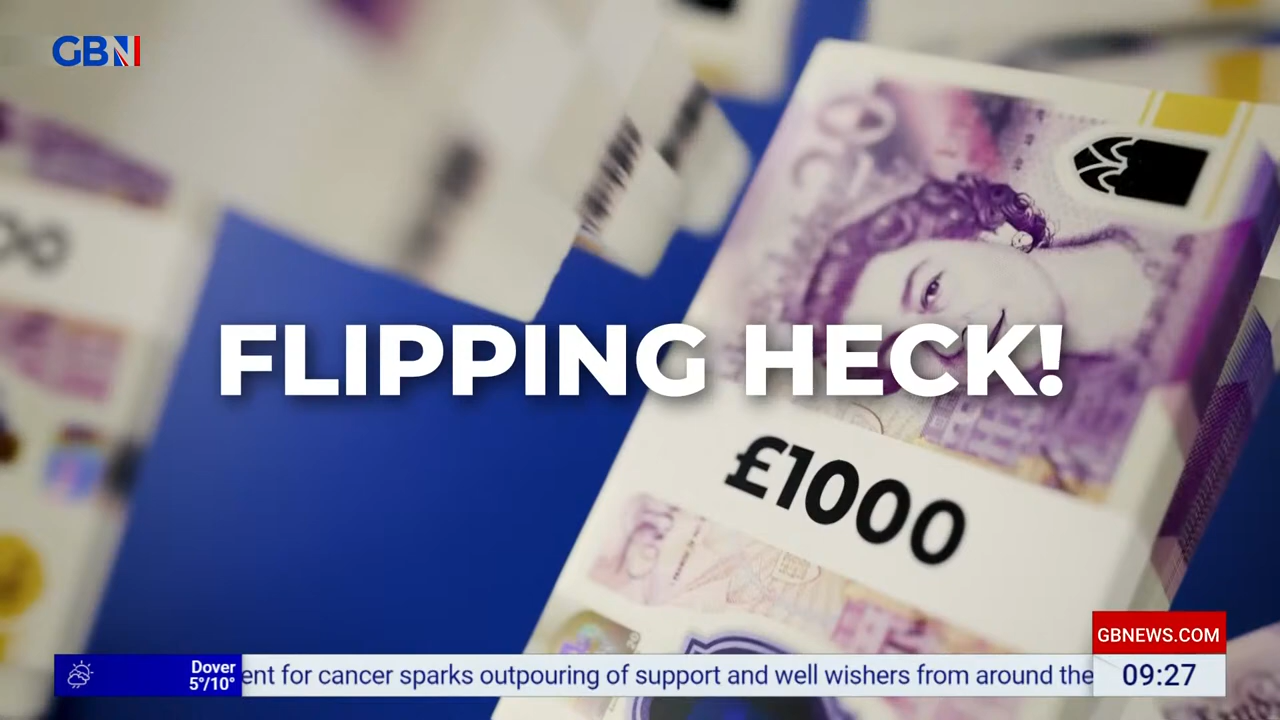 GBN
FLIPPING HECK!
£1000
GBNEWS.COM
Dover
5°/10°
ent for cancer sparks outpouring of support and well wishers from around the
09:27